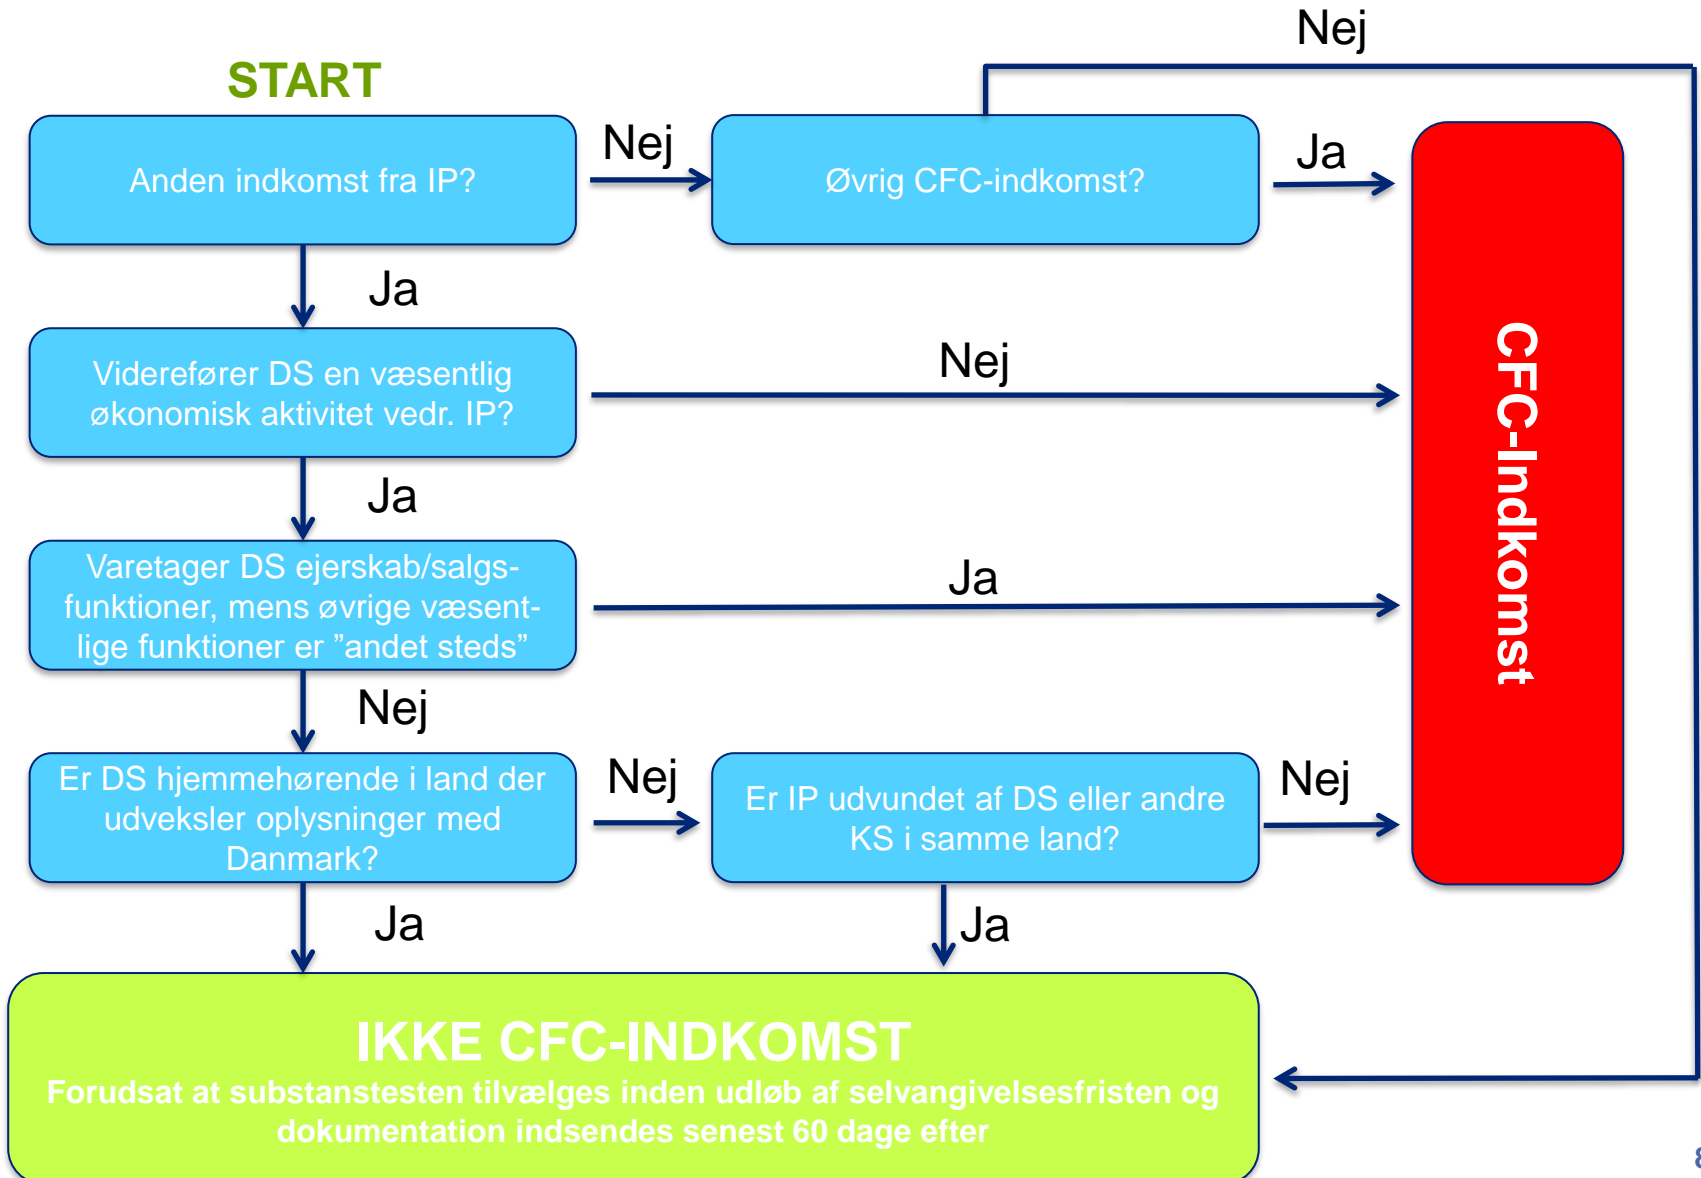 Nej
START
Anden indkomst fra IP?
Nej
Øvrig CFC-indkomst?
Ja
Ja
Viderefører DS en væsentlig
økonomisk aktivitet vedr. IP?
Nej
CFC-Indkomst
Ja
Varetager DS ejerskab/salgs-
funktioner, mens øvrige væsent-
lige funktioner er ”andet steds”
Ja
Nej
Er DS hjemmehørende i land der
udveksler oplysninger med
Danmark?
Nej
Er IP udvundet af DS eller andre
KS i samme land?
Nej
Ja
Ja
IKKE CFC-INDKOMST
Forudsat at substanstesten tilvælges inden udløb af selvangivelsesfristen og
dokumentation indsendes senest 60 dage efter